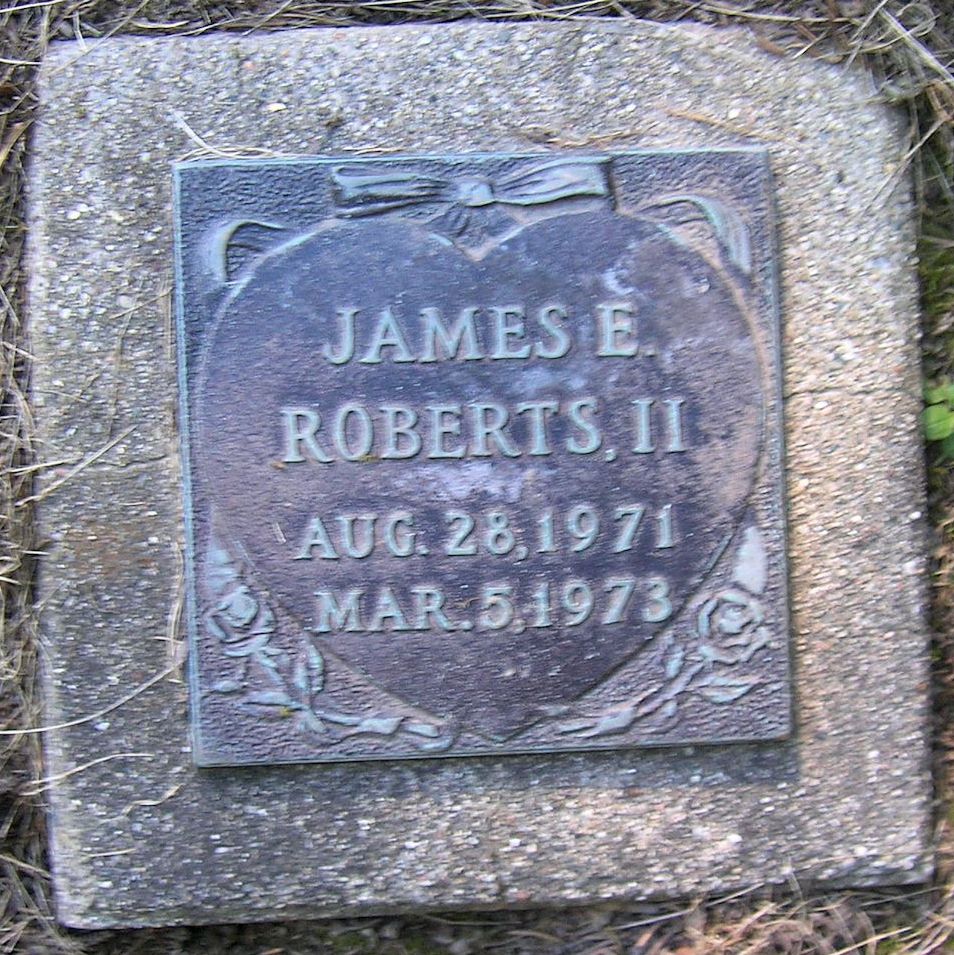 JAMES E.
ROBERTS, II
AUG. 28, 1971
MAR. 5, 1973